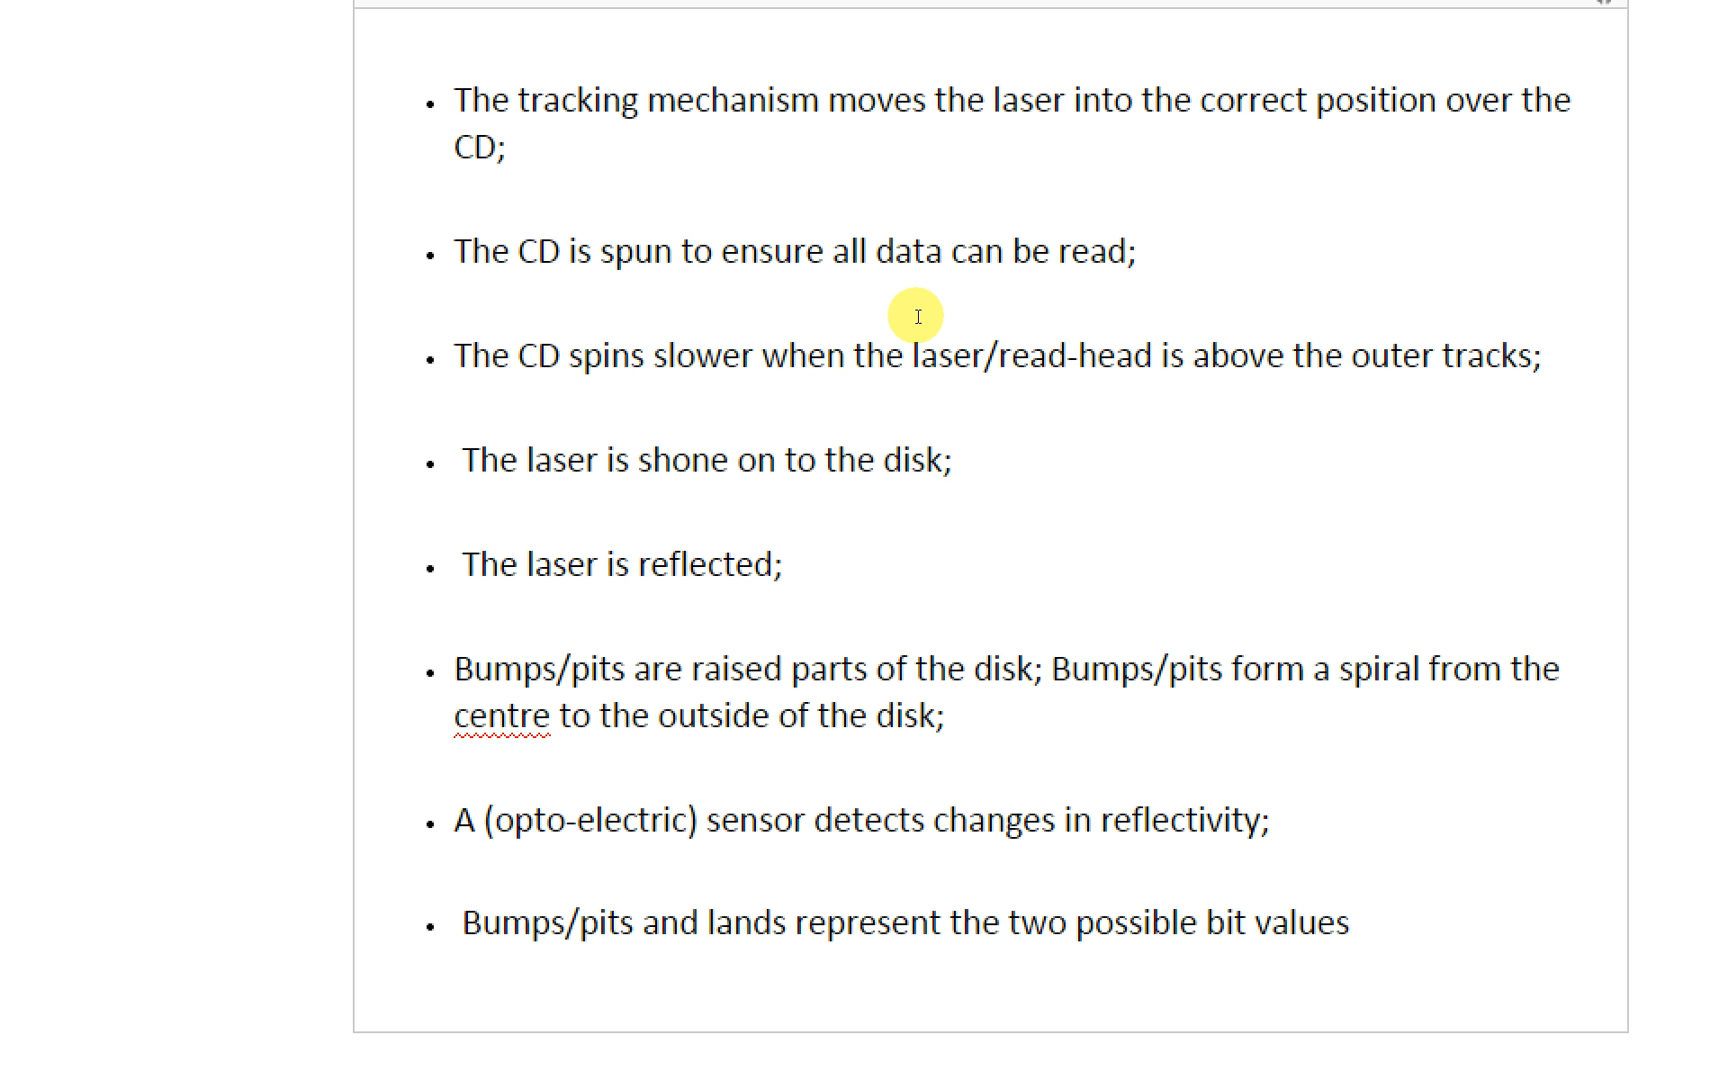 • The tracking mechanism moves the laser into the correct position over the
CD;
• The CD is spun to ensure all data can be read;
• The CD spins slower when the laser/read-head is above the outer tracks;
• The laser is shone on to the disk;
• The laser is reflected;
• Bumps/pits are raised parts of the disk; Bumps/pits form a spiral from the
centre to the outside of the disk;
• A (opto-electric) sensor detects changes in reflectivity;
• Bumps/pits and lands represent the two possible bit values